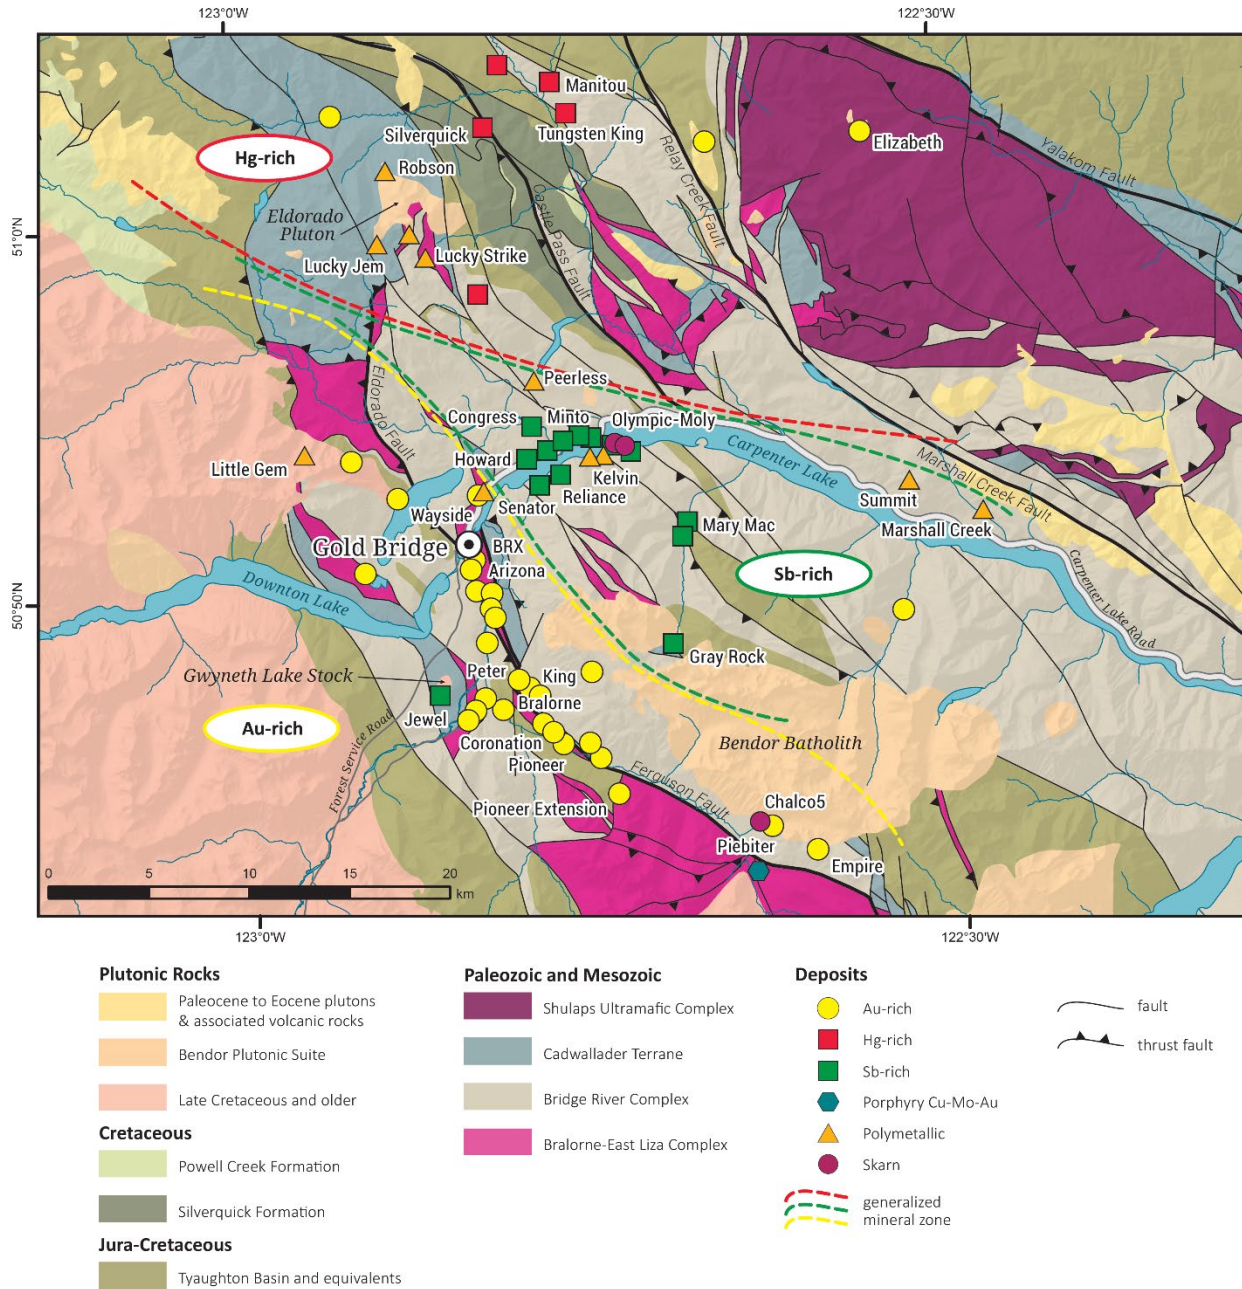 123°0'W
122°30'W
Manitou
Tungsten King
Silverquick
Hg-rich
Robson
Relay Creek Fault
Elizabeth
Yalakom Fault
Eldorado
Pluton
Castle Pass Fault
51°0'N
Lucky Strike
Lucky Jem
Eldorado Fault
Peerless
Congress
Minto
Olympic-Moly
Carpenter Lake
Little Gem
Howard
Kelvin
Reliance
Marshall Creek Fault
Summit
Wayside
Senator
Mary Mac
Marshall Creek
Gold Bridge
BRX
Arizona
Sb-rich
Downton Lake
Carpenter Lake Road
50°50'N
Gray Rock
Gwyneth Lake Stock
Peter
King
Jewel
Bralorne
Au-rich
Coronation
Pioneer
Bendor Batholith
Forest Service Road
Ferguson Fault
Pioneer Extension
Chalco5
Piebiter
Empire
0 5 10 15 20
km
123°0'W
122°30'W
Plutonic Rocks
Paleocene to Eocene plutons
& associated volcanic rocks
Bendor Plutonic Suite
Late Cretaceous and older
Cretaceous
Powell Creek Formation
Silverquick Formation
Jura-Cretaceous
Tyaughton Basin and equivalents
Paleozoic and Mesozoic
Shulaps Ultramafic Complex
Cadwallader Terrane
Bridge River Complex
Bralorne-East Liza Complex
Deposits
Au-rich
Hg-rich
Sb-rich
Porphyry Cu-Mo-Au
Polymetallic
Skarn
generalized
mineral zone
fault
thrust fault